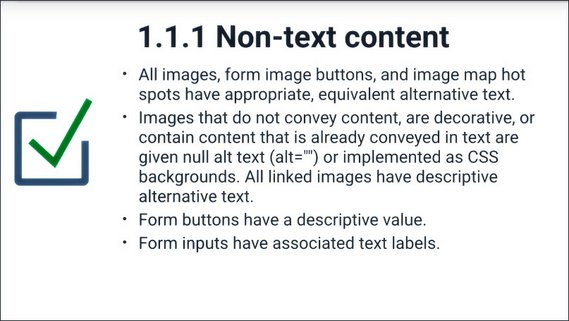 1.1.1 Non-text content
• All images, form image buttons, and image map hot
spots have appropriate, equivalent alternative text.
• Images that do not convey content, are decorative, or
contain content that is already conveyed in text are
given null alt text (alt="") or implemented as CSS
backgrounds. All linked images have descriptive
alternative text.
• Form buttons have a descriptive value.
• Form inputs have associated text labels.